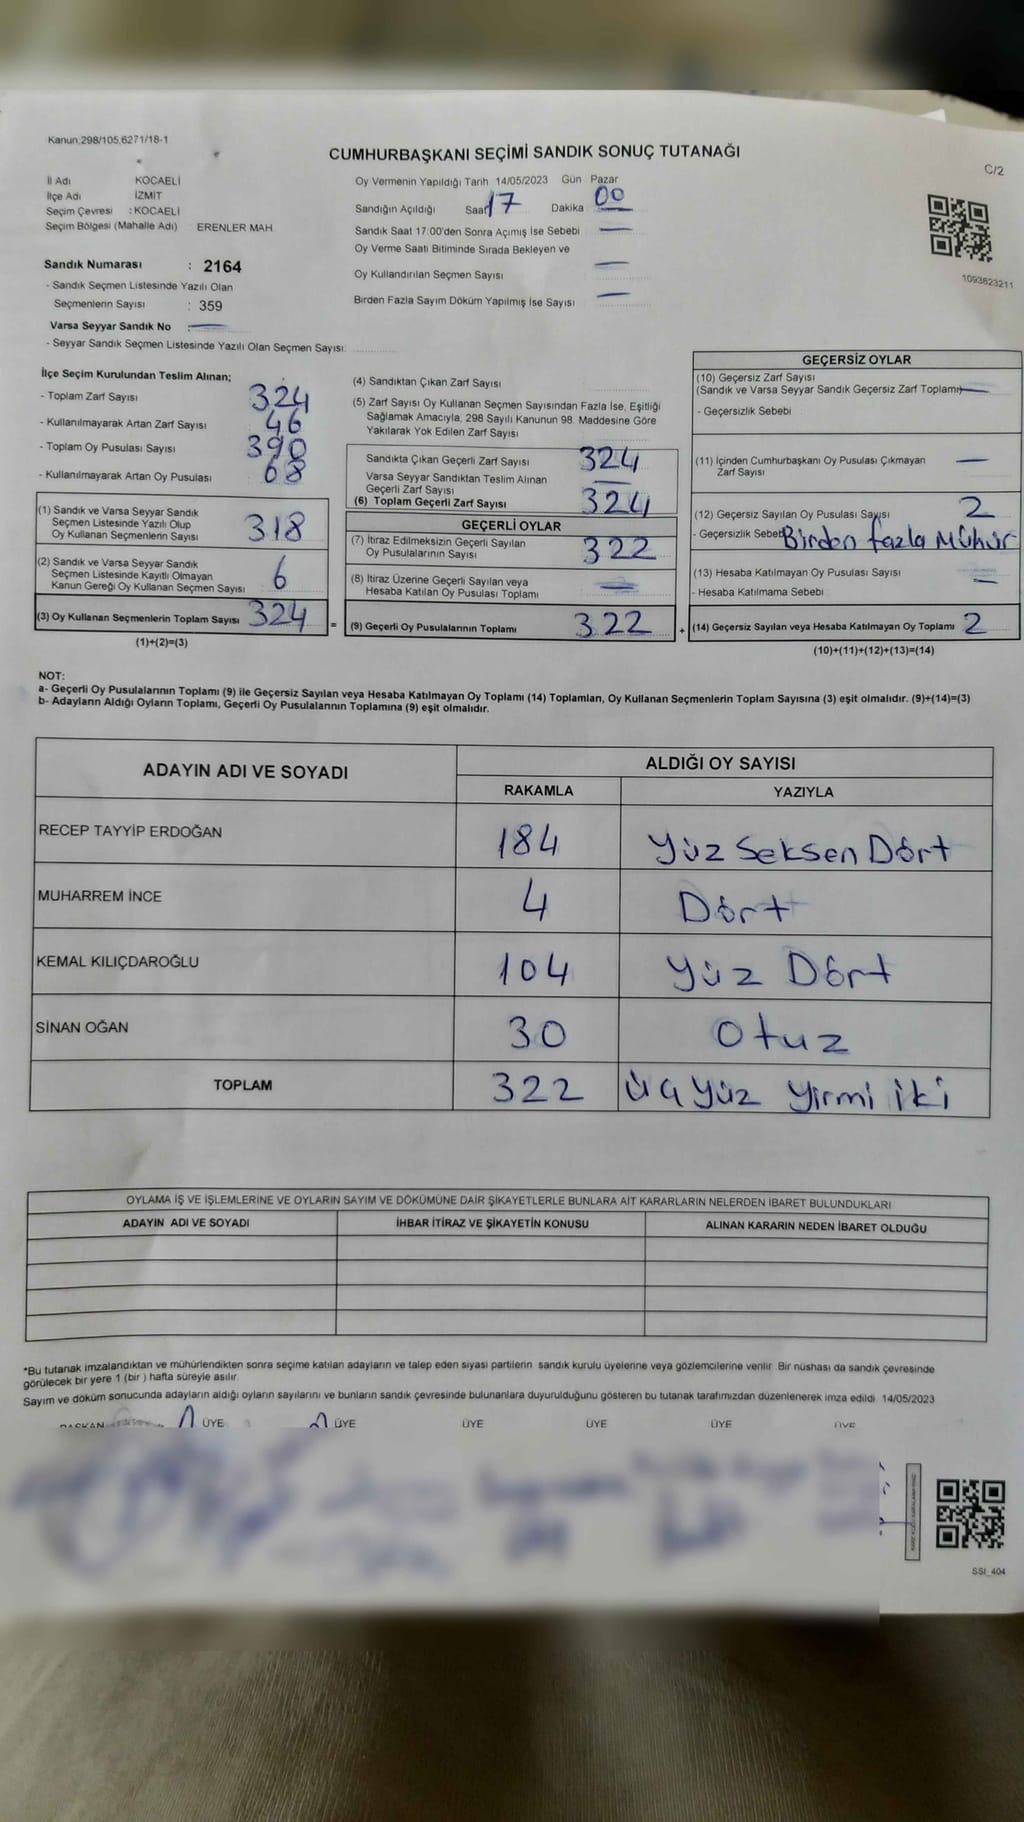 Kanun:298/105,6271/18-1
CUMHURBAŞKANI SEÇİMİ SANDIK SONUÇ TUTANAĞI
C/2
İl Adı KOCAELİ
İlçe Adı İZMİT
Seçim Çevresi : KOCAELİ
Seçim Bölgesi (Mahalle Adı) ERENLER MAH.
Sandık Numarası : 2164
- Sandık Seçmen Listesinde Yazılı Olan
Seçmenlerin Sayısı : 359
Varsa Seyyar Sandık No : —
- Seyyar Sandık Seçmen Listesinde Yazılı Olan Seçmen Sayısı:
Oy Vermenin Yapıldığı Tarih 14/05/2023 Gün Pazar
Sandığın Açıldığı Saat 17 Dakika 00
Sandık Saat 17:00'den Sonra Açımış İse Sebebi —
Oy Verme Saati Bitiminde Sırada Bekleyen ve
Oy Kullandırılan Seçmen Sayısı —
Birden Fazla Sayım Döküm Yapılmış İse Sayısı —
1093623211
İlçe Seçim Kurulundan Teslim Alınan;
- Toplam Zarf Sayısı 324
- Kullanılmayarak Artan Zarf Sayısı 46
- Toplam Oy Pusulası Sayısı 390
- Kullanılmayarak Artan Oy Pusulası 68
(1) Sandık ve Varsa Seyyar Sandık
Seçmen Listesinde Yazılı Olup
Oy Kullanan Seçmenlerin Sayısı 318
(2) Sandık ve Varsa Seyyar Sandık
Seçmen Listesinde Kayıtlı Olmayan
Kanun Gereği Oy Kullanan Seçmen Sayısı 6
(3) Oy Kullanan Seçmenlerin Toplam Sayısı 324
(1)+(2)=(3)
(4) Sandıktan Çıkan Zarf Sayısı
(5) Zarf Sayısı Oy Kullanan Seçmen Sayısından Fazla İse, Eşitliği
Sağlamak Amacıyla, 298 Sayılı Kanunun 98. Maddesine Göre
Yakılarak Yok Edilen Zarf Sayısı
Sandıkta Çıkan Geçerli Zarf Sayısı 324
Varsa Seyyar Sandıktan Teslim Alınan
Geçerli Zarf Sayısı —
(6) Toplam Geçerli Zarf Sayısı 324
GEÇERLİ OYLAR
(7) İtiraz Edilmeksizin Geçerli Sayılan
Oy Pusulalarının Sayısı 322
(8) İtiraz Üzerine Geçerli Sayılan veya
Hesaba Katılan Oy Pusulası Toplamı —
= (9) Geçerli Oy Pusulalarının Toplamı 322
GEÇERSİZ OYLAR
(10) Geçersiz Zarf Sayısı
(Sandık ve Varsa Seyyar Sandık Geçersiz Zarf Toplamı) —
- Geçersizlik Sebebi
(11) İçinden Cumhurbaşkanı Oy Pusulası Çıkmayan
Zarf Sayısı —
(12) Geçersiz Sayılan Oy Pusulası Sayısı 2
- Geçersizlik Sebebi Birden fazla Mühür
(13) Hesaba Katılmayan Oy Pusulası Sayısı —
- Hesaba Katılmama Sebebi
+ (14) Geçersiz Sayılan veya Hesaba Katılmayan Oy Toplamı 2
(10)+(11)+(12)+(13)=(14)
NOT:
a- Geçerli Oy Pusulalarının Toplamı (9) ile Geçersiz Sayılan veya Hesaba Katılmayan Oy Toplamı (14) Toplamları, Oy Kullanan Seçmenlerin Toplam Sayısına (3) eşit olmalıdır. (9)+(14)=(3)
b- Adayların Aldığı Oyların Toplamı, Geçerli Oy Pusulalarının Toplamına (9) eşit olmalıdır.
ADAYIN ADI VE SOYADI ALDIĞI OY SAYISI
RAKAMLA YAZIYLA
RECEP TAYYİP ERDOĞAN 184 Yüz Seksen Dört
MUHARREM İNCE 4 Dört
KEMAL KILIÇDAROĞLU 104 Yüz Dört
SİNAN OĞAN 30 Otuz
TOPLAM 322 Üç Yüz Yirmi iki
OYLAMA İŞ VE İŞLEMLERİNE VE OYLARIN SAYIM VE DÖKÜMÜNE DAİR ŞİKAYETLERLE BUNLARA AİT KARARLARIN NELERDEN İBARET BULUNDUKLARI
ADAYIN ADI VE SOYADI İHBAR İTİRAZ VE ŞİKAYETİN KONUSU ALINAN KARARIN NEDEN İBARET OLDUĞU
*Bu tutanak imzalandıktan ve mühürlendikten sonra seçime katılan adayların ve talep eden siyasi partilerin sandık kurulu üyelerine veya gözlemcilerine verilir. Bir nüshası da sandık çevresinde
görülecek bir yere 1 (bir ) hafta süreyle asılır.
Sayım ve döküm sonucunda adayların aldığı oyların sayılarını ve bunların sandık çevresinde bulunanlara duyurulduğunu gösteren bu tutanak tarafımızdan düzenlenerek imza edildi. 14/05/2023
BAŞKAN ÜYE ÜYE ÜYE ÜYE ÜYE ÜYE
SSI_404